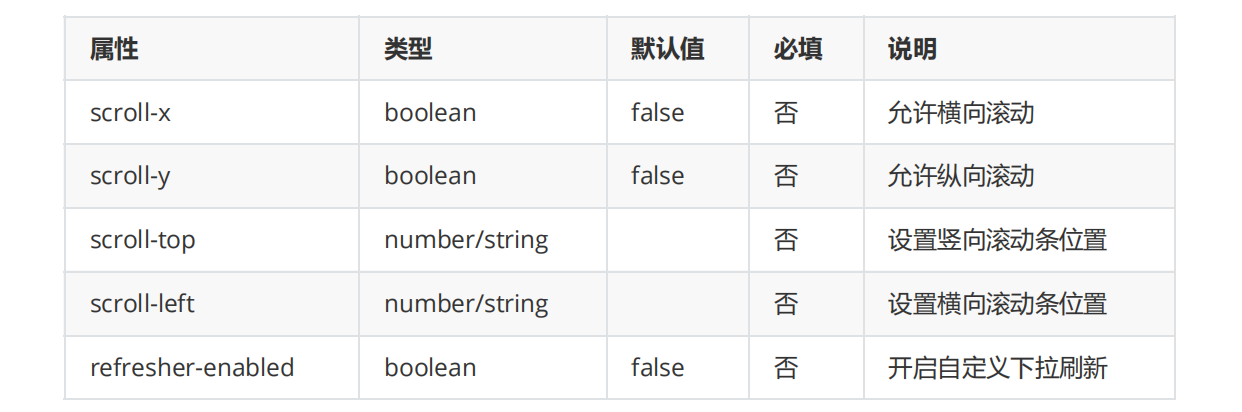 属性 类型 默认值 必填 说明
scroll-x boolean false 否 允许横向滚动
scroll-y boolean false 否 允许纵向滚动
scroll-top number/string 否 设置竖向滚动条位置
scroll-left number/string 否 设置横向滚动条位置
refresher-enabled boolean false 否 开启自定义下拉刷新